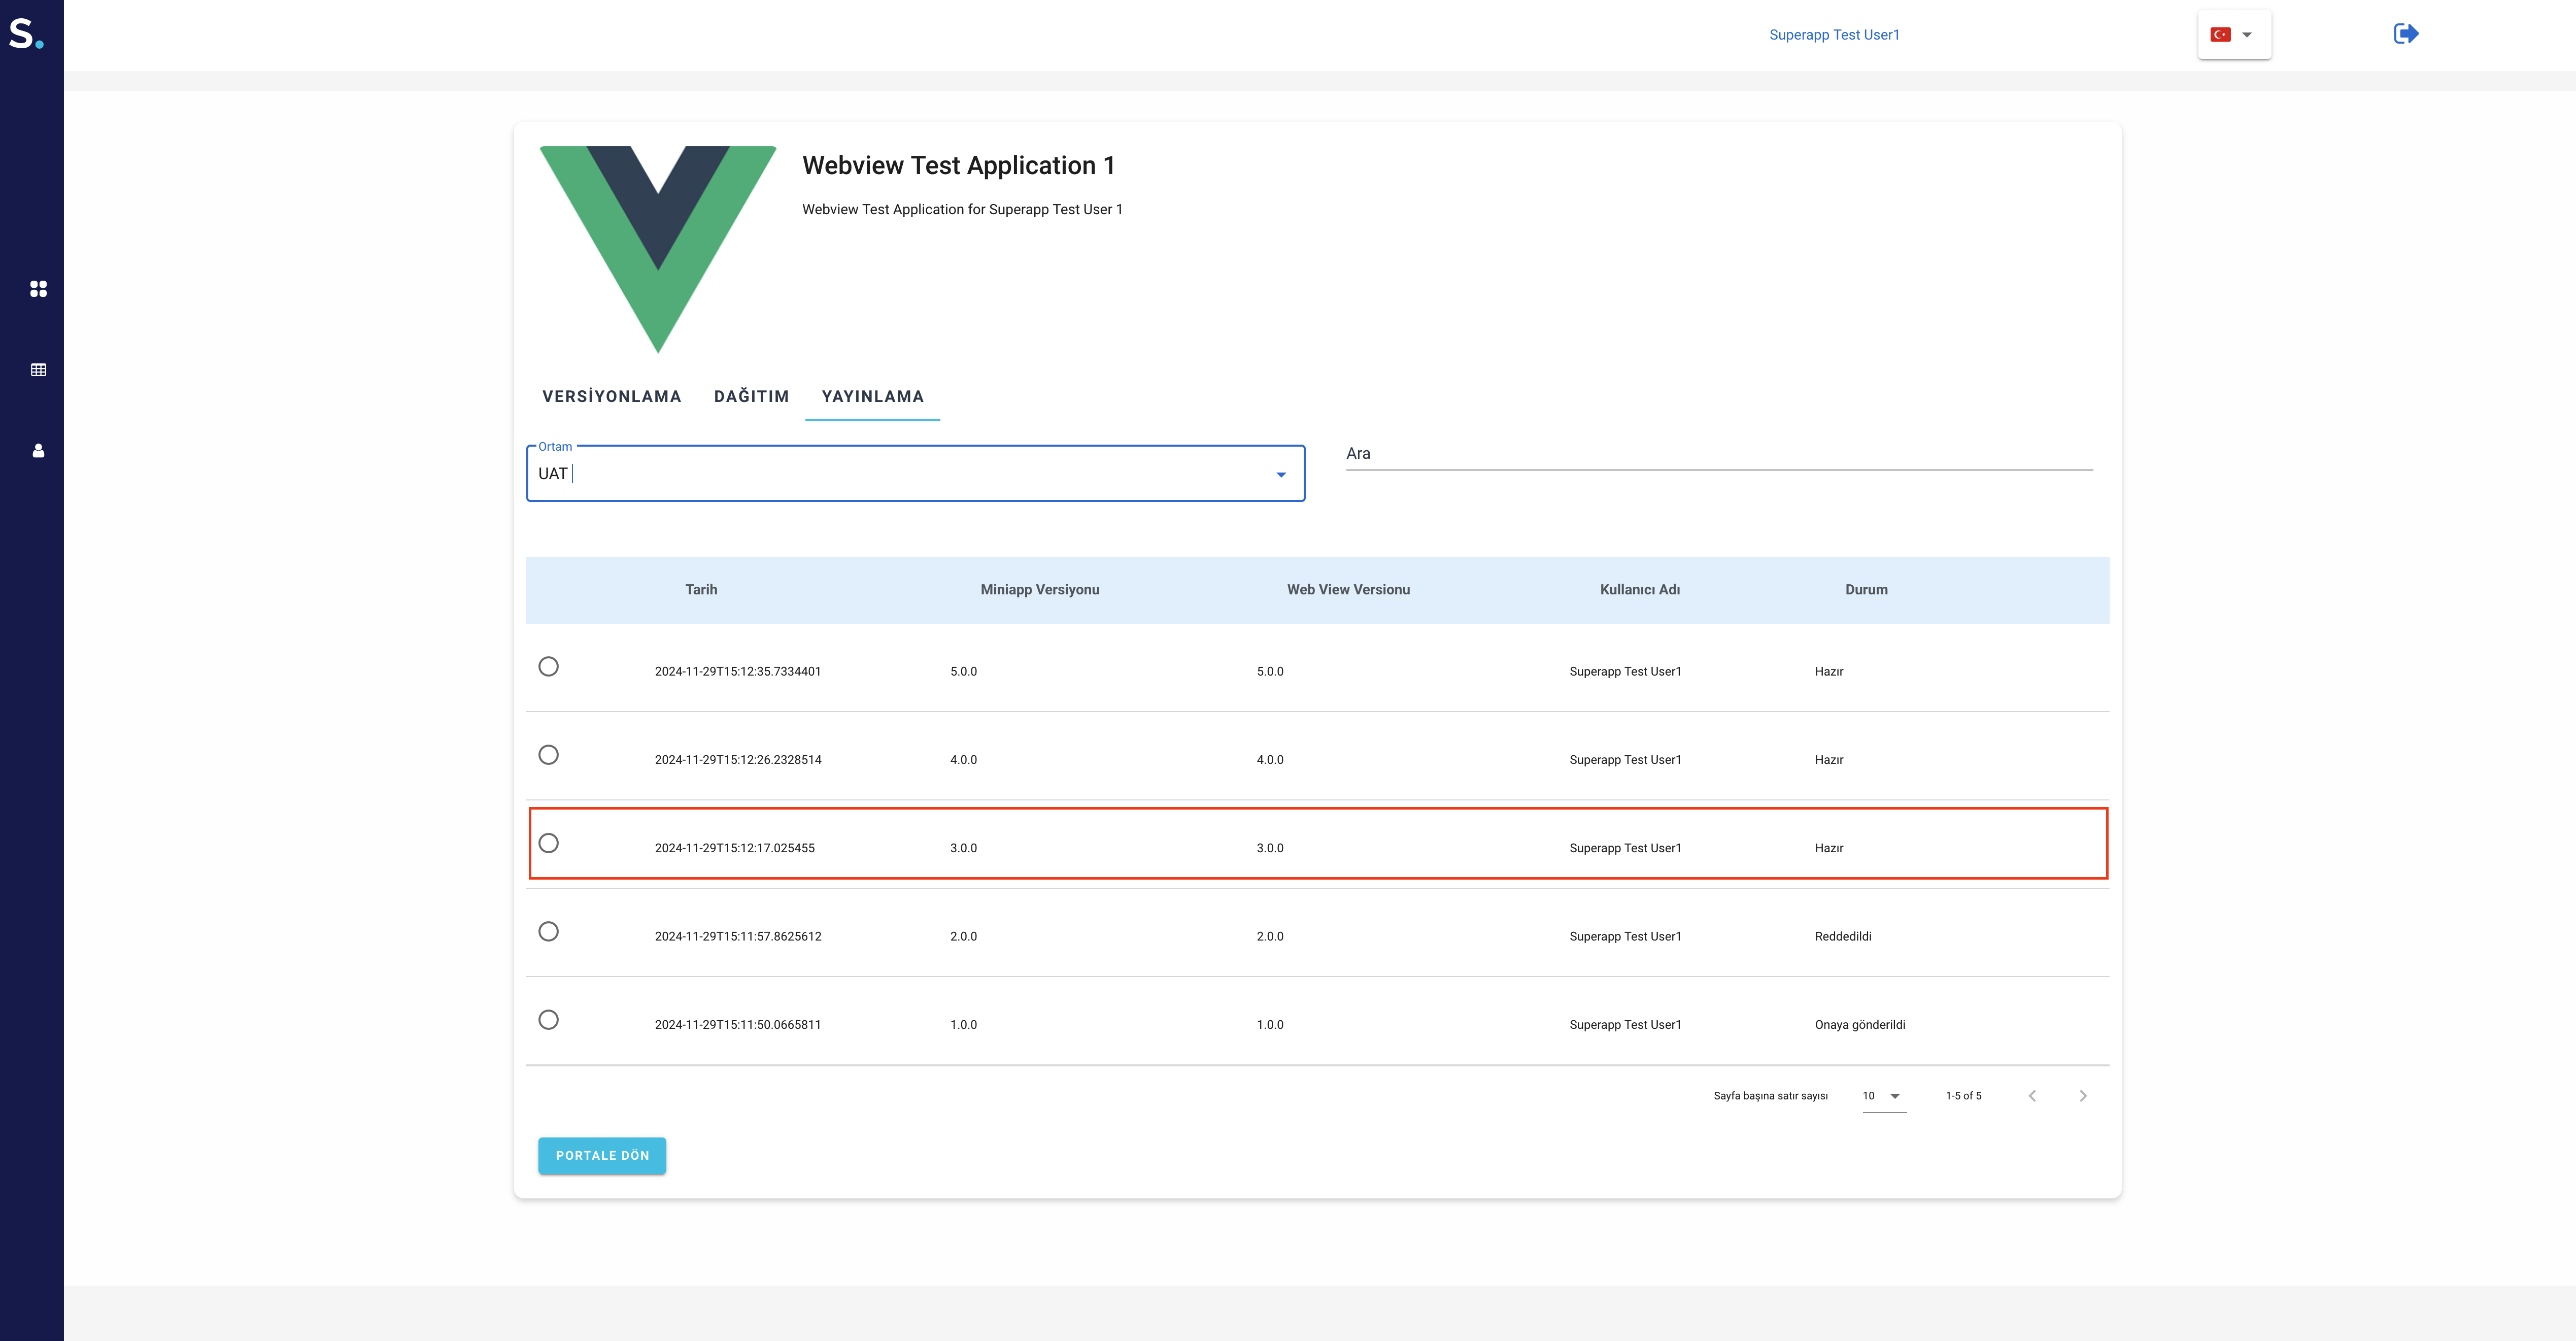 S.
Superapp Test User1
Webview Test Application 1
Webview Test Application for Superapp Test User 1
VERSİYONLAMA DAĞITIM YAYINLAMA
Ortam
UAT
Ara
Tarih Miniapp Versiyonu Web View Versionu Kullanıcı Adı Durum
2024-11-29T15:12:35.7334401 5.0.0 5.0.0 Superapp Test User1 Hazır
2024-11-29T15:12:26.2328514 4.0.0 4.0.0 Superapp Test User1 Hazır
2024-11-29T15:12:17.025455 3.0.0 3.0.0 Superapp Test User1 Hazır
2024-11-29T15:11:57.8625612 2.0.0 2.0.0 Superapp Test User1 Reddedildi
2024-11-29T15:11:50.0665811 1.0.0 1.0.0 Superapp Test User1 Onaya gönderildi
Sayfa başına satır sayısı 10 1-5 of 5
PORTALE DÖN